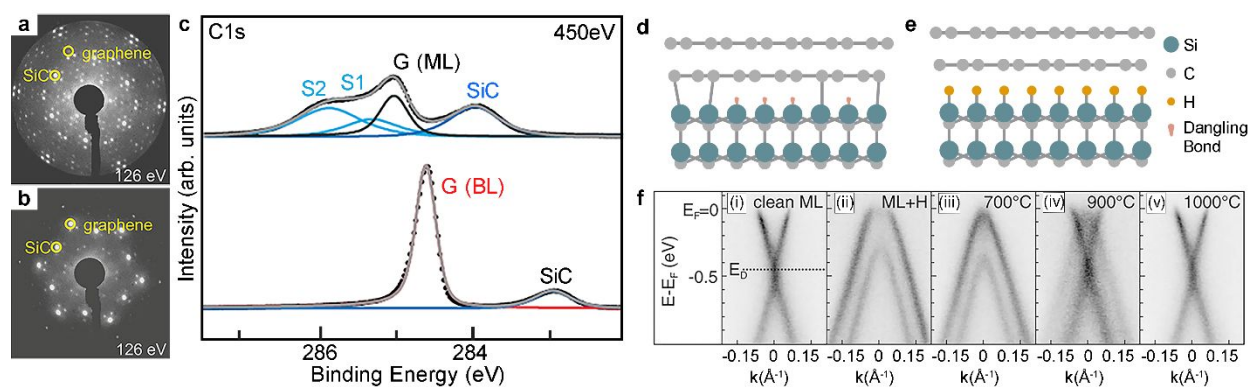 a
graphene
SiC
126 eV
b
graphene
SiC
126 eV
c
C1s
450eV
G (ML)
S2
S1
SiC
G (BL)
SiC
Intensity (arb. units)
286
284
Binding Energy (eV)
d
e
Si
C
H
Dangling
Bond
f
E_F=0
-0.5
E-E_F (eV)
E_D
(i) clean ML
(ii) ML+H
(iii) 700°C
(iv) 900°C
(v) 1000°C
-0.15 0 0.15
-0.15 0 0.15
-0.15 0 0.15
-0.15 0 0.15
-0.15 0 0.15
k(Å⁻¹)
k(Å⁻¹)
k(Å⁻¹)
k(Å⁻¹)
k(Å⁻¹)